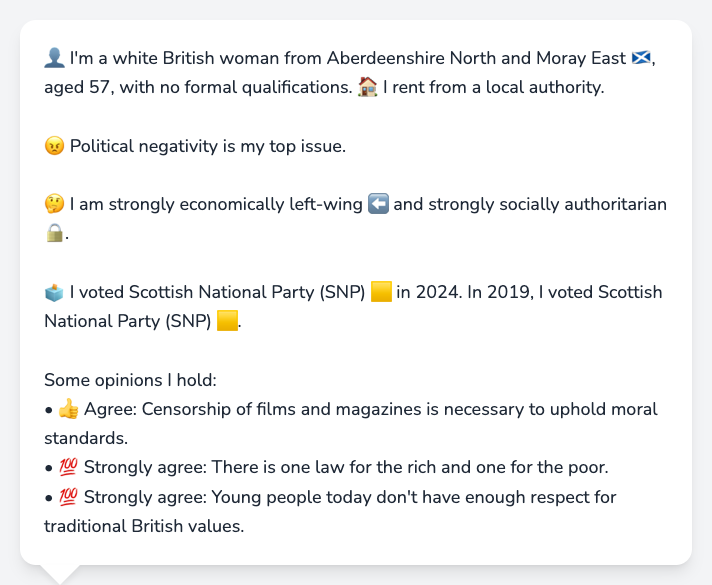 👤 I'm a white British woman from Aberdeenshire North and Moray East 🏴󠁧󠁢󠁳󠁣󠁴󠁿,
aged 57, with no formal qualifications. 🏠 I rent from a local authority.
😠 Political negativity is my top issue.
🤔 I am strongly economically left-wing ⬅️ and strongly socially authoritarian
🔒.
🗳️ I voted Scottish National Party (SNP) 🟨 in 2024. In 2019, I voted Scottish
National Party (SNP) 🟨.
Some opinions I hold:
• 👍 Agree: Censorship of films and magazines is necessary to uphold moral
standards.
• 💯 Strongly agree: There is one law for the rich and one for the poor.
• 💯 Strongly agree: Young people today don't have enough respect for
traditional British values.